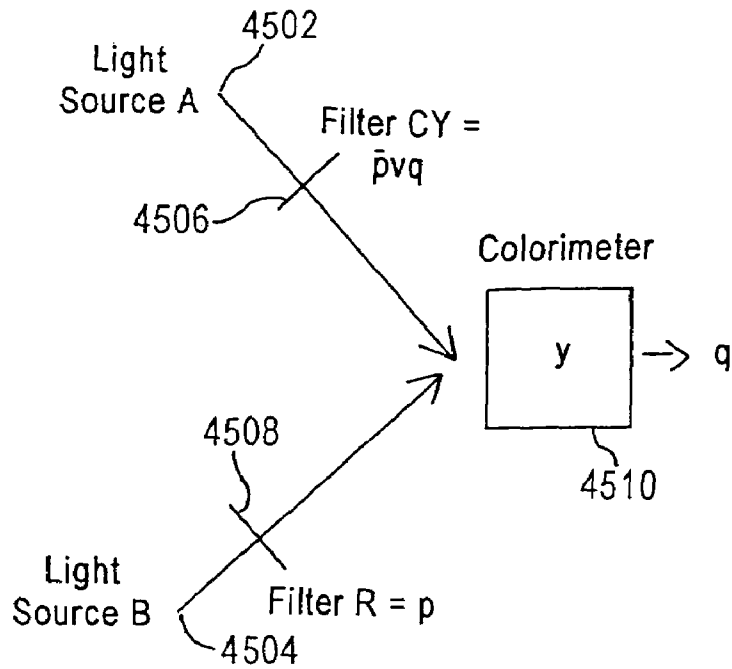 4502
Light
Source A
Filter CY =
p̄vq
4506
Colorimeter
y
q
4508
4510
Light
Source B
Filter R = p
4504